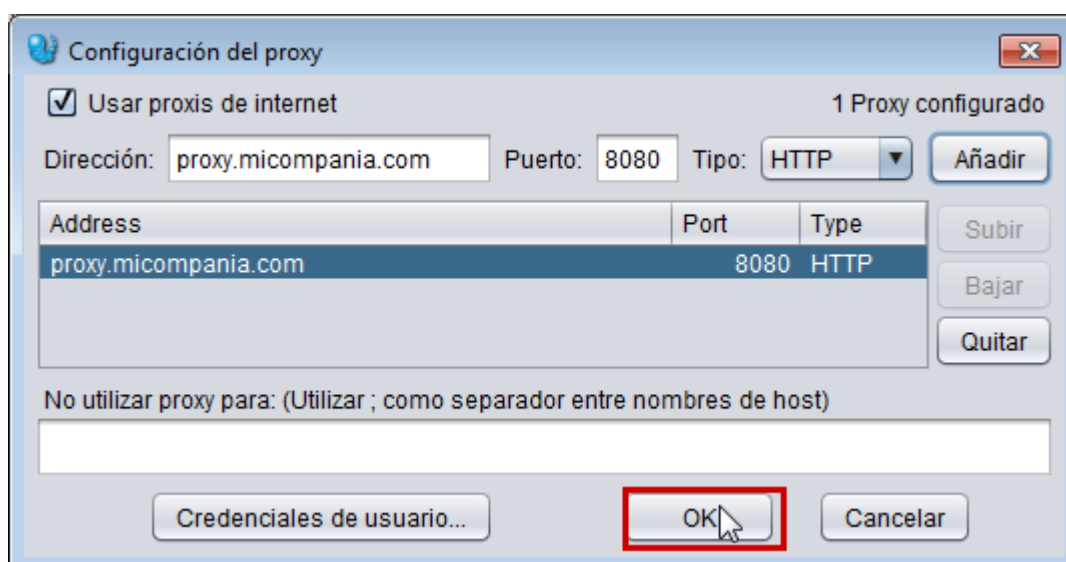 Configuración del proxy
Usar proxis de internet 1 Proxy configurado
Dirección: proxy.micompania.com Puerto: 8080 Tipo: HTTP Añadir
Address Port Type Subir
proxy.micompania.com 8080 HTTP
Bajar
Quitar
No utilizar proxy para: (Utilizar ; como separador entre nombres de host)
Credenciales de usuario... OK Cancelar